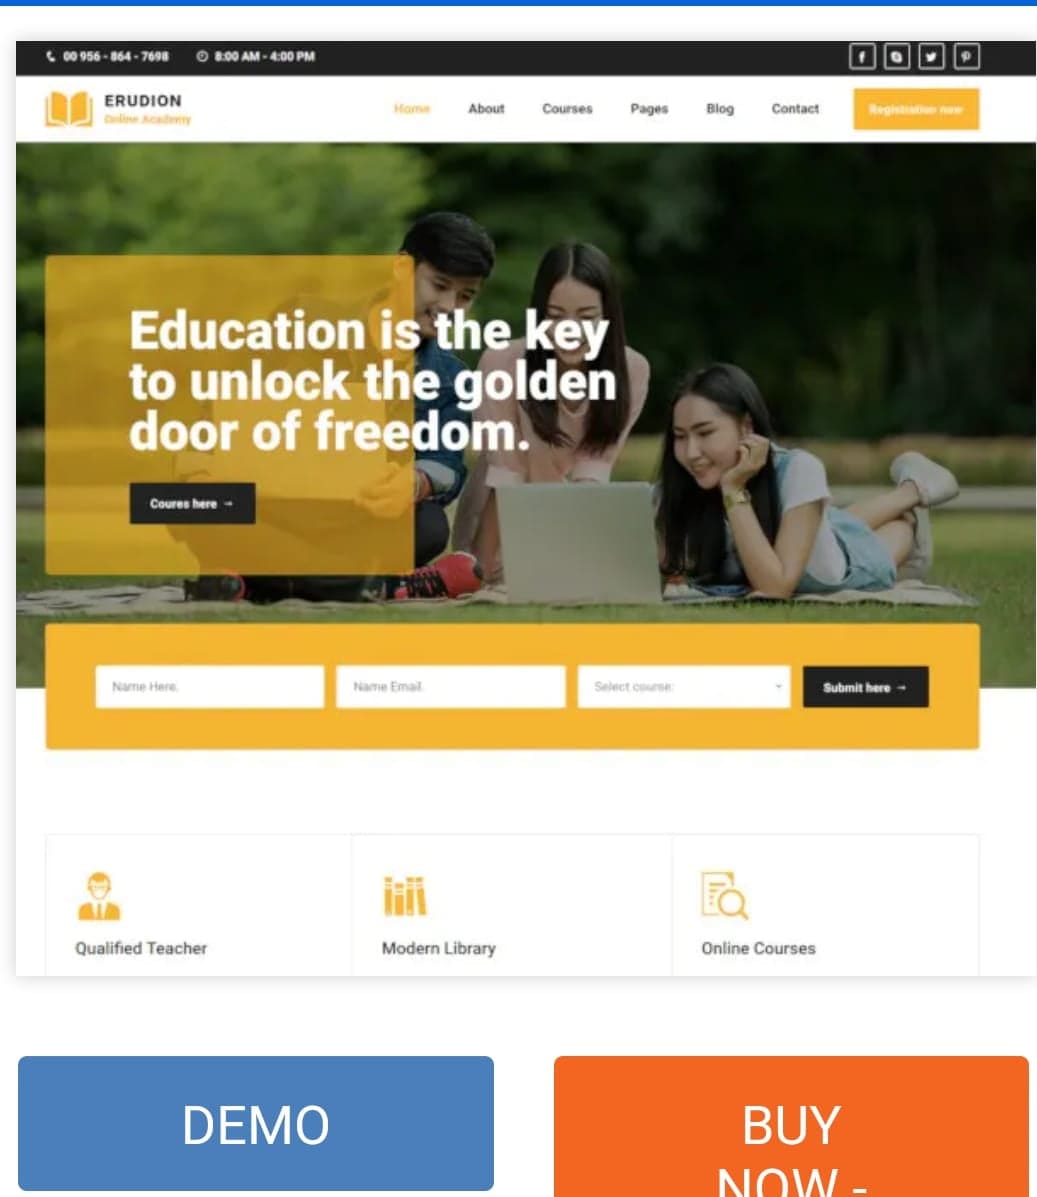 00 956 - 864 - 7698 8:00 AM - 4:00 PM
ERUDION
Online Academy
Home About Courses Pages Blog Contact Registration now
Education is the key
to unlock the golden
door of freedom.
Coures here →
Name Here. Name Email. Select course: Submit here →
Qualified Teacher Modern Library Online Courses
DEMO BUY
NOW -